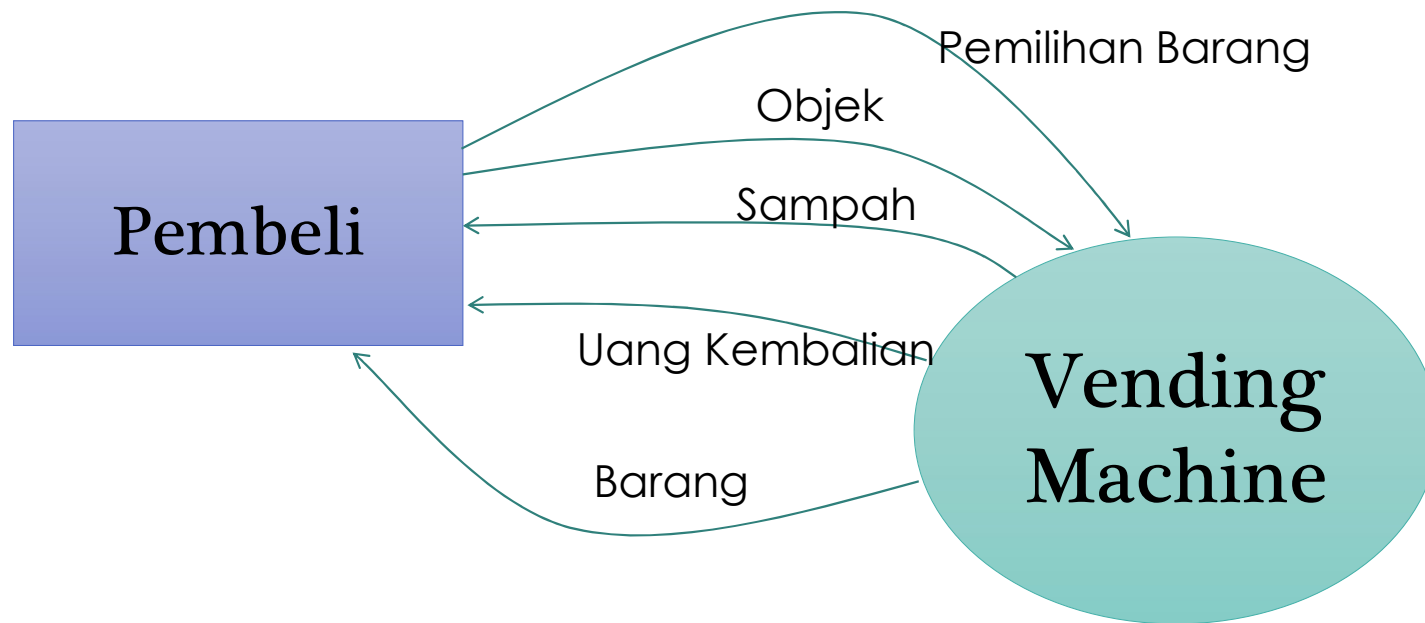 Pemilihan Barang
Objek
Sampah
Pembeli
Uang Kembalian
Vending
Machine
Barang